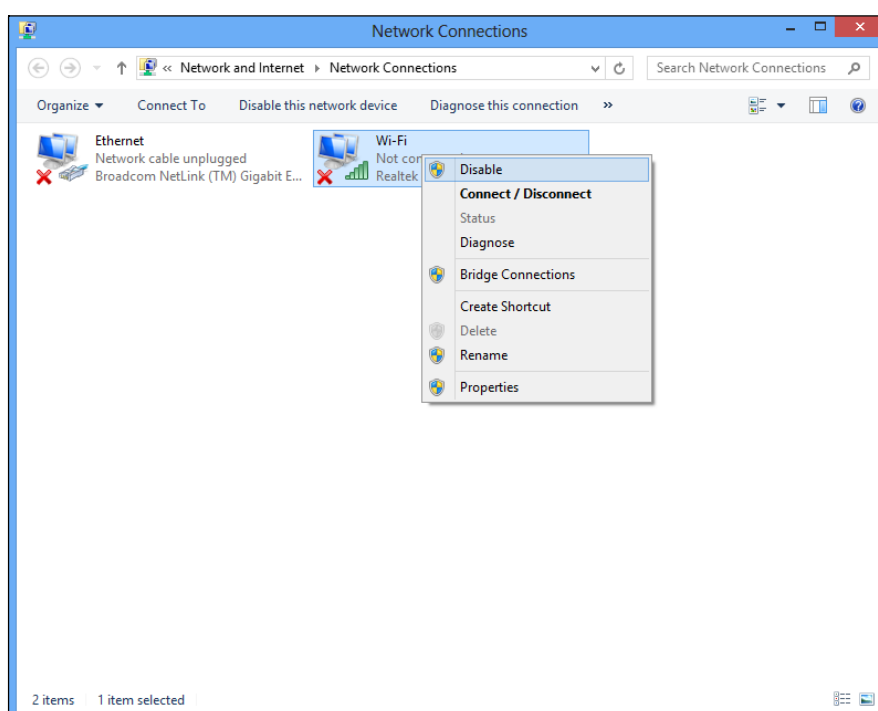 Network Connections
« Network and Internet Network Connections Search Network Connections
Organize Connect To Disable this network device Diagnose this connection »
Ethernet
Network cable unplugged
Broadcom NetLink (TM) Gigabit E...
Wi-Fi
Not
Realtek
Disable
Connect / Disconnect
Status
Diagnose
Bridge Connections
Create Shortcut
Delete
Rename
Properties
2 items 1 item selected